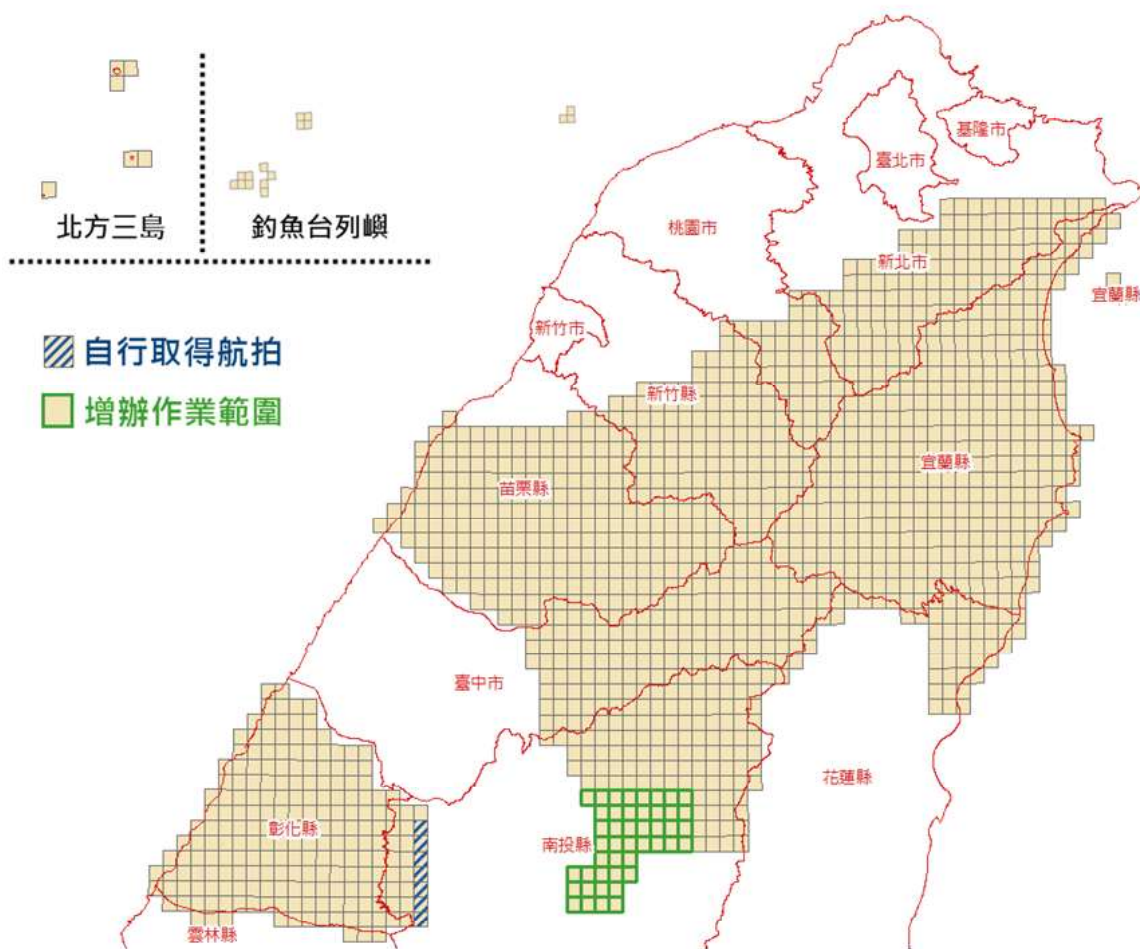 北方三島
釣魚台列嶼
自行取得航拍
增辦作業範圍
基隆市
臺北市
桃園市
新北市
宜蘭縣
新竹市
新竹縣
宜蘭縣
苗栗縣
臺中市
花蓮縣
彰化縣
南投縣
雲林縣